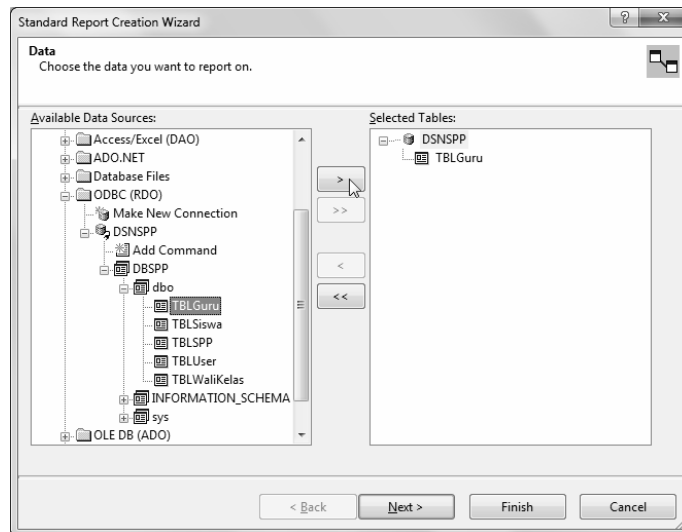 Standard Report Creation Wizard
Data
Choose the data you want to report on.
Available Data Sources:
Access/Excel (DAO)
ADO.NET
Database Files
ODBC (RDO)
Make New Connection
DSNSPP
Add Command
DBSPP
dbo
TBLGuru
TBLSiswa
TBLSPP
TBLUser
TBLWaliKelas
INFORMATION_SCHEMA
sys
OLE DB (ADO)
>
>>
<
<<
Selected Tables:
DSNSPP
TBLGuru
< Back
Next >
Finish
Cancel